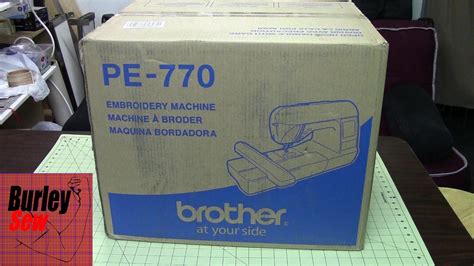 PE-770
EMBROIDERY MACHINE
MACHINE À BRODER
MAQUINA BORDADORA
brother
at your side
Burley
Sew